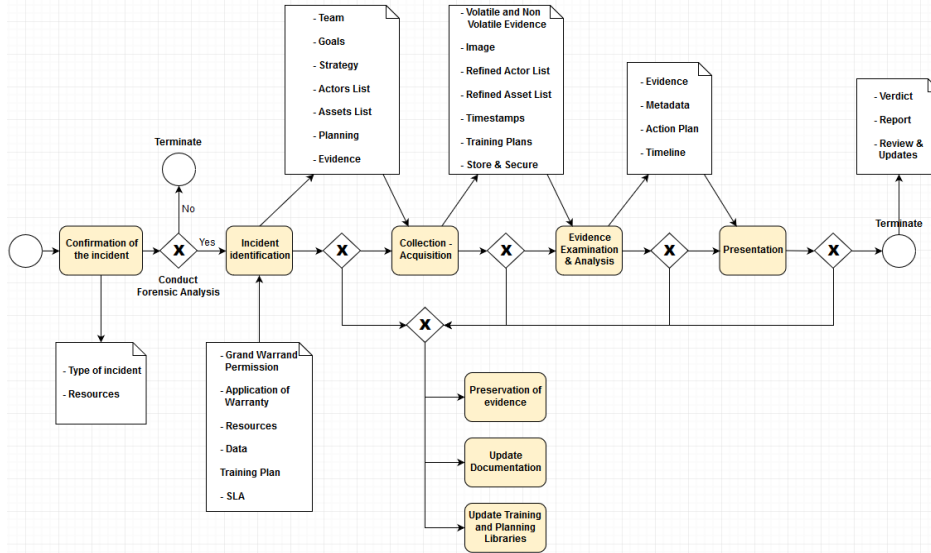 - Team
- Goals
- Strategy
- Actors List
- Assets List
- Planning
- Evidence
- Volatile and Non
Volatile Evidence
- Image
- Refined Actor List
- Refined Asset List
- Timestamps
- Training Plans
- Store & Secure
- Evidence
- Metadata
- Action Plan
- Timeline
- Verdict
- Report
- Review &
Updates
Terminate
No
Confirmation of
the incident
X
Yes
Conduct
Forensic Analysis
Incident
identification
X
Collection -
Acquisition
X
Evidence
Examination
& Analysis
X
Presentation
X
Terminate
X
- Type of incident
- Resources
- Grand Warrand
Permission
- Application of
Warranty
- Resources
- Data
Training Plan
- SLA
Preservation of
evidence
Update
Documentation
Update Training
and Planning
Libraries